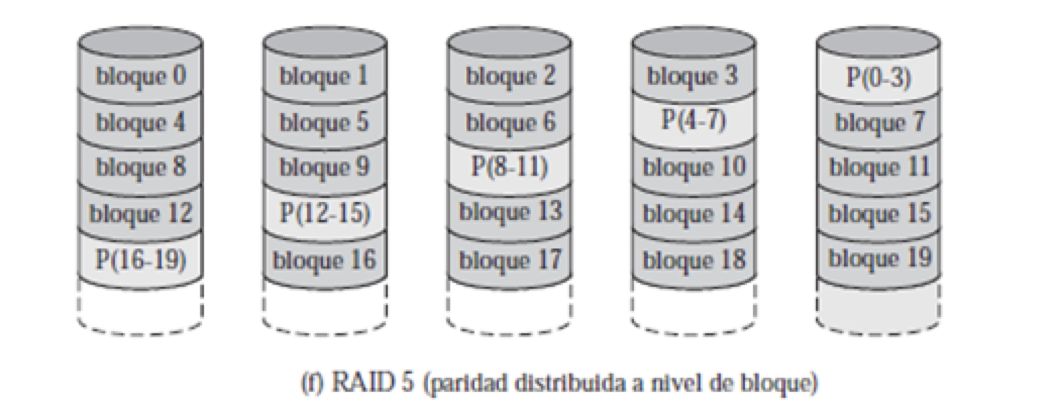 bloque 0 bloque 1 bloque 2 bloque 3 P(0-3)
bloque 4 bloque 5 bloque 6 P(4-7) bloque 7
bloque 8 bloque 9 P(8-11) bloque 10 bloque 11
bloque 12 P(12-15) bloque 13 bloque 14 bloque 15
P(16-19) bloque 16 bloque 17 bloque 18 bloque 19
(f) RAID 5 (paridad distribuida a nivel de bloque)